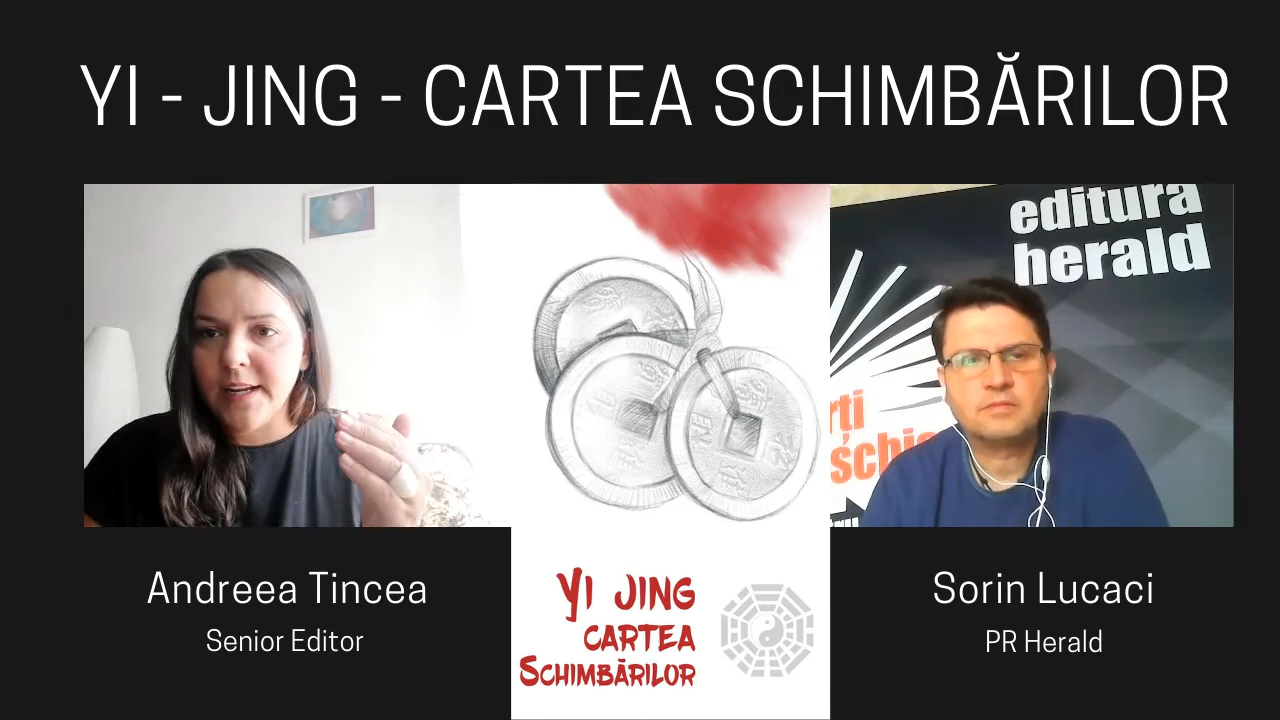 YI - JING - CARTEA SCHIMBĂRILOR
editura
herald
Andreea Tincea
Senior Editor
YI JING
CARTEA
SCHIMBĂRILOR
Sorin Lucaci
PR Herald